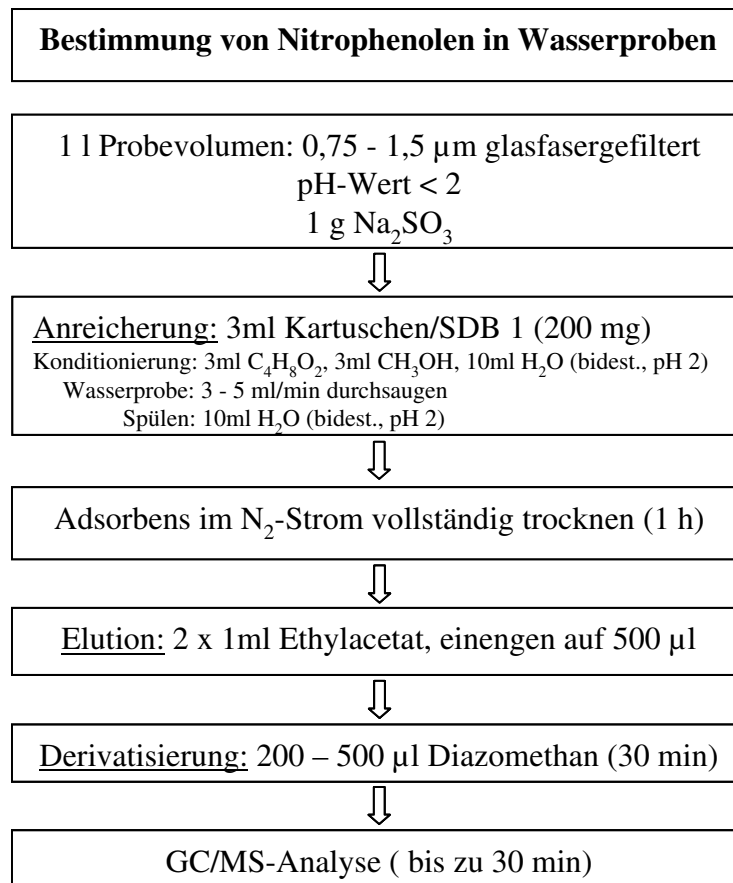 Bestimmung von Nitrophenolen in Wasserproben
1 l Probevolumen: 0,75 - 1,5 µm glasfasergefiltert
pH-Wert < 2
1 g Na₂SO₃
Anreicherung: 3ml Kartuschen/SDB 1 (200 mg)
Konditionierung: 3ml C₄H₈O₂, 3ml CH₃OH, 10ml H₂O (bidest., pH 2)
Wasserprobe: 3 - 5 ml/min durchsaugen
Spülen: 10ml H₂O (bidest., pH 2)
Adsorbens im N₂-Strom vollständig trocknen (1 h)
Elution: 2 x 1ml Ethylacetat, einengen auf 500 µl
Derivatisierung: 200 – 500 µl Diazomethan (30 min)
GC/MS-Analyse ( bis zu 30 min)